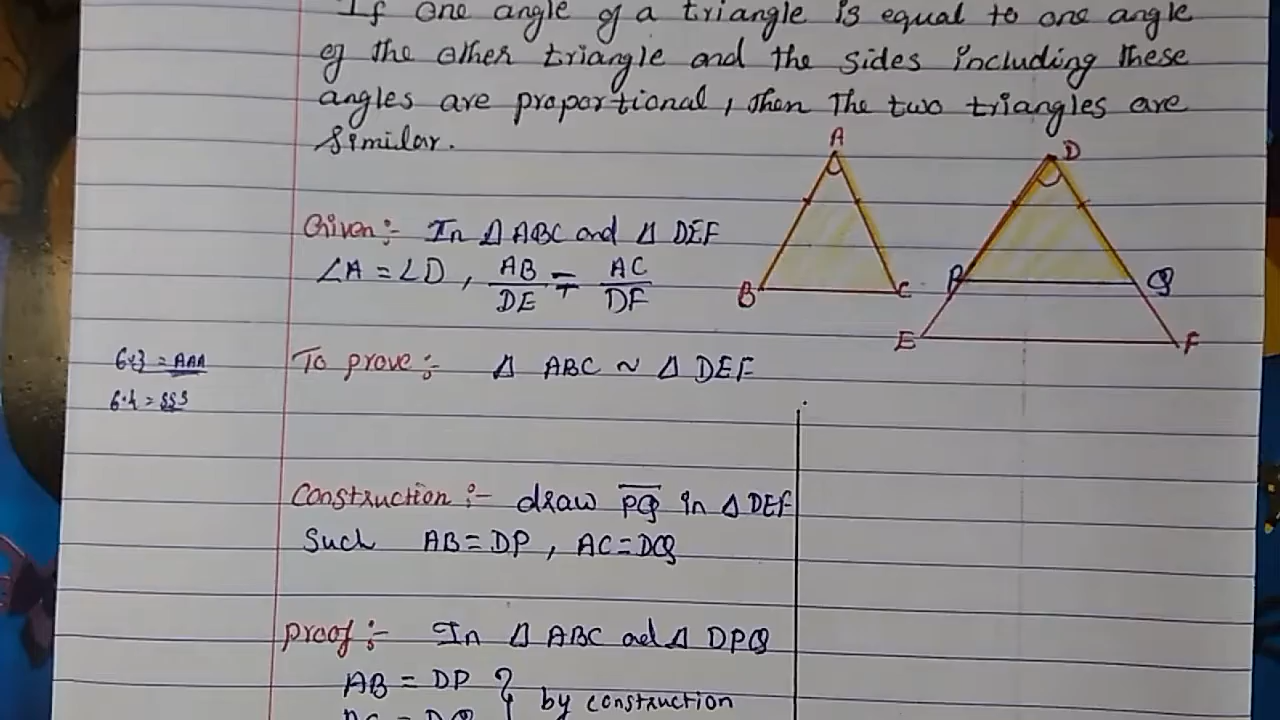 If one angle of a triangle is equal to one angle
of the other triangle and the sides including these
angles are proportional, then the two triangles are
similar.
A
D
Given :- In Δ ABC and Δ DEF
∠A = ∠D, AB/DE = AC/DF
B
C
P
Q
E
F
6.3 = AAA
To prove :- Δ ABC ~ Δ DEF
6.4 = SSS
Construction :- draw PQ in Δ DEF
Such AB = DP, AC = DQ
proof :- In Δ ABC and Δ DPQ
AB = DP
AC = DQ } by construction